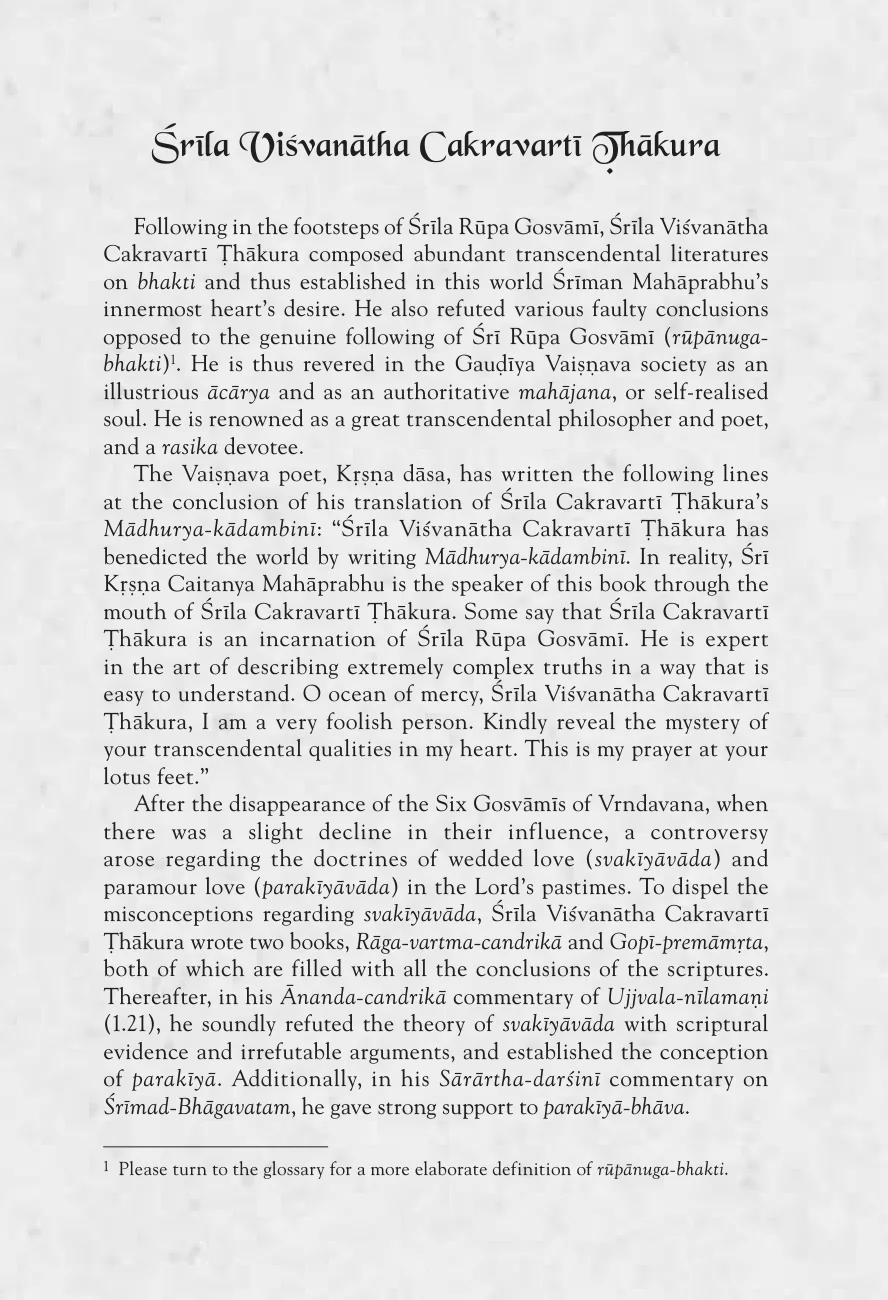 Śrīla Viśvanātha Cakravartī Ṭhākura
Following in the footsteps of Śrīla Rūpa Gosvāmī, Śrīla Viśvanātha
Cakravartī Ṭhākura composed abundant transcendental literatures
on bhakti and thus established in this world Śrīman Mahāprabhu’s
innermost heart’s desire. He also refuted various faulty conclusions
opposed to the genuine following of Śrī Rūpa Gosvāmī (rūpānuga-
bhakti)¹. He is thus revered in the Gauḍīya Vaiṣṇava society as an
illustrious ācārya and as an authoritative mahājana, or self-realised
soul. He is renowned as a great transcendental philosopher and poet,
and a rasika devotee.
The Vaiṣṇava poet, Kṛṣṇa dāsa, has written the following lines
at the conclusion of his translation of Śrīla Cakravartī Ṭhākura’s
Mādhurya-kādambinī: “Śrīla Viśvanātha Cakravartī Ṭhākura has
benedicted the world by writing Mādhurya-kādambinī. In reality, Śrī
Kṛṣṇa Caitanya Mahāprabhu is the speaker of this book through the
mouth of Śrīla Cakravartī Ṭhākura. Some say that Śrīla Cakravartī
Ṭhākura is an incarnation of Śrīla Rūpa Gosvāmī. He is expert
in the art of describing extremely complex truths in a way that is
easy to understand. O ocean of mercy, Śrīla Viśvanātha Cakravartī
Ṭhākura, I am a very foolish person. Kindly reveal the mystery of
your transcendental qualities in my heart. This is my prayer at your
lotus feet.”
After the disappearance of the Six Gosvāmīs of Vrndavana, when
there was a slight decline in their influence, a controversy
arose regarding the doctrines of wedded love (svakīyāvāda) and
paramour love (parakīyāvāda) in the Lord’s pastimes. To dispel the
misconceptions regarding svakīyāvāda, Śrīla Viśvanātha Cakravartī
Ṭhākura wrote two books, Rāga-vartma-candrikā and Gopī-premāmṛta,
both of which are filled with all the conclusions of the scriptures.
Thereafter, in his Ānanda-candrikā commentary of Ujjvala-nīlamaṇi
(1.21), he soundly refuted the theory of svakīyāvāda with scriptural
evidence and irrefutable arguments, and established the conception
of parakīyā. Additionally, in his Sārārtha-darśinī commentary on
Śrīmad-Bhāgavatam, he gave strong support to parakīyā-bhāva.
¹ Please turn to the glossary for a more elaborate definition of rūpānuga-bhakti.